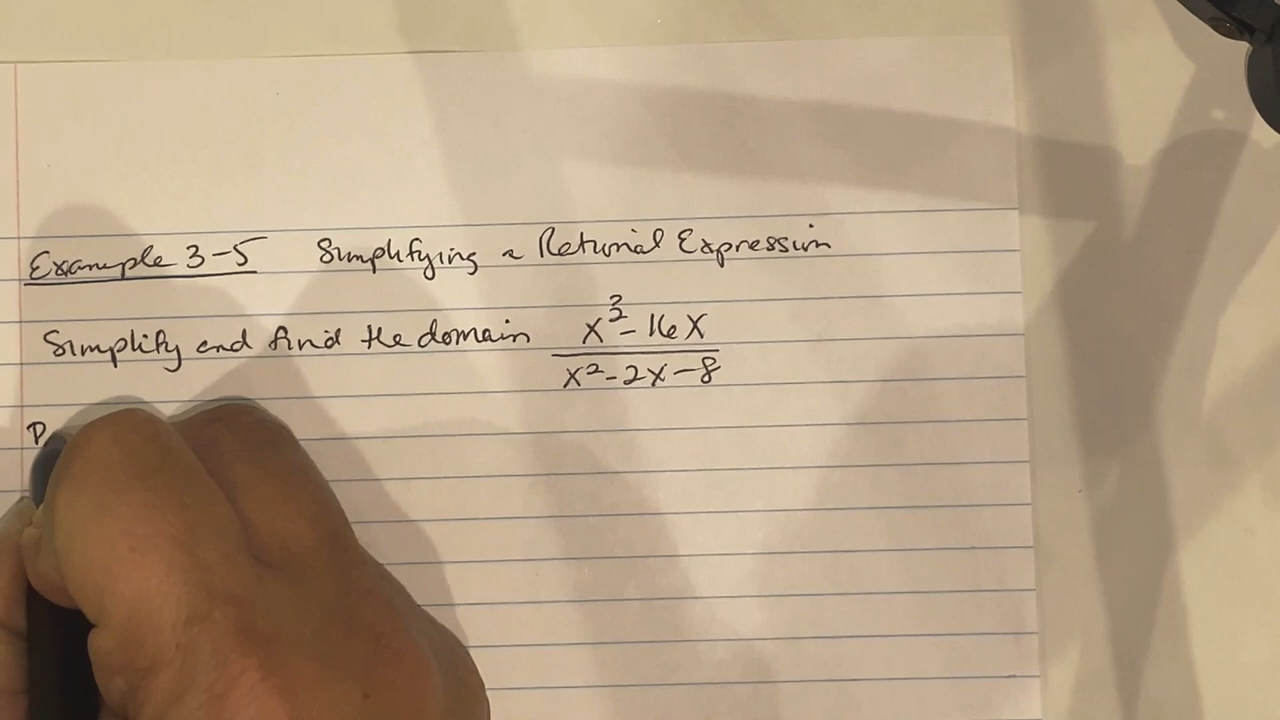 Example 3-5 Simplifying a Rational Expression
Simplify and find the domain x³ - 16x / x² - 2x - 8
D